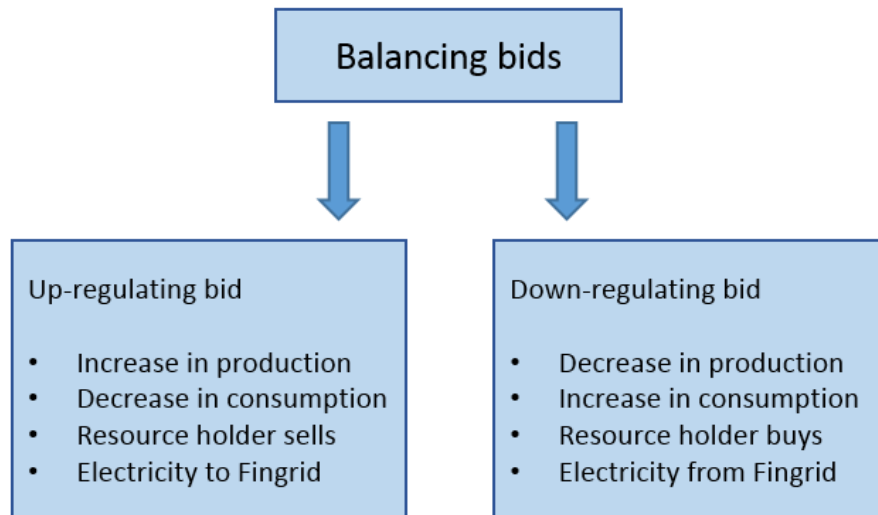 Balancing bids
Up-regulating bid
• Increase in production
• Decrease in consumption
• Resource holder sells
• Electricity to Fingrid
Down-regulating bid
• Decrease in production
• Increase in consumption
• Resource holder buys
• Electricity from Fingrid